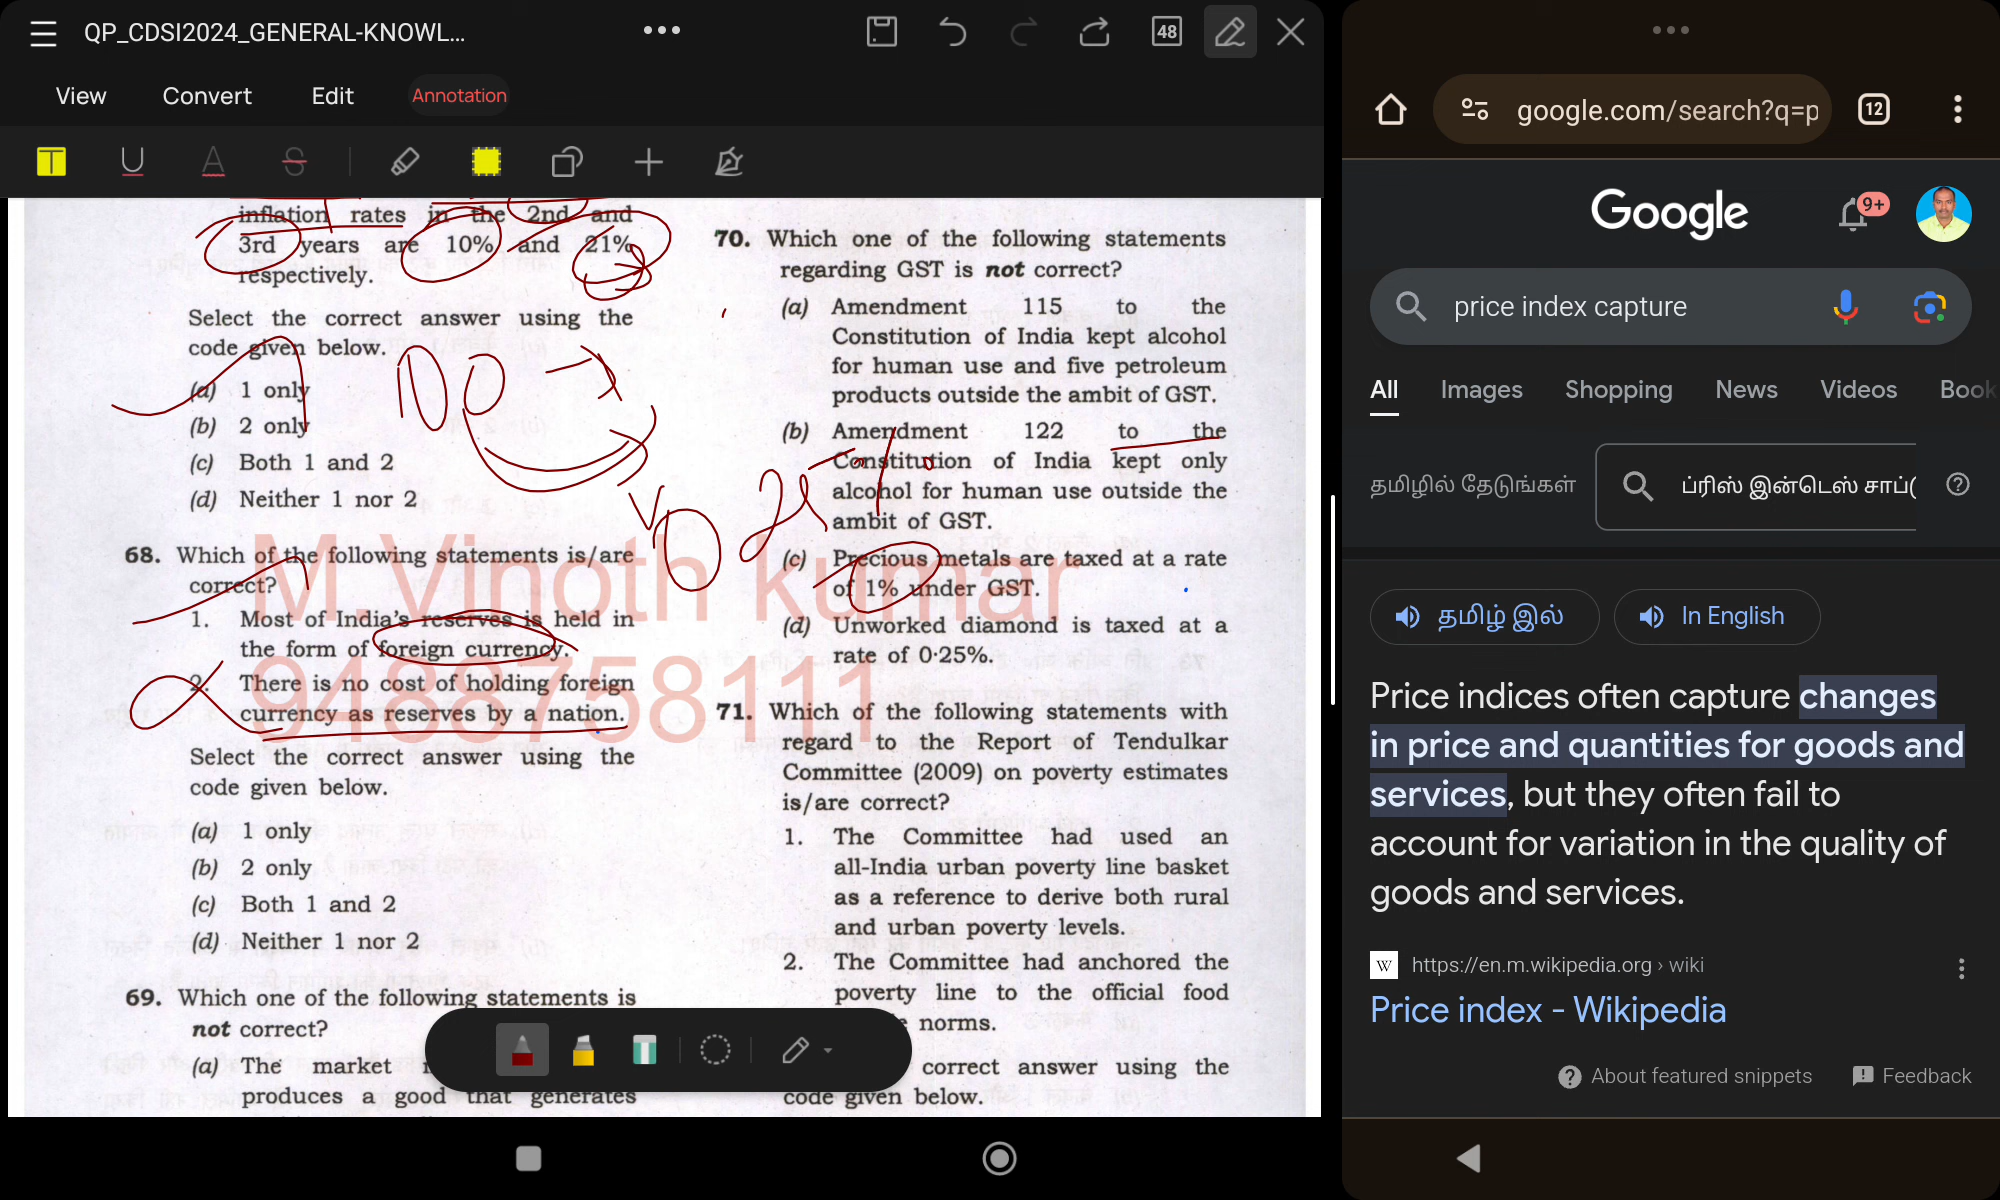 QP_CDSI2024_GENERAL-KNOWL...
48
View Convert Edit Annotation
inflation rates in the 2nd and
3rd years are 10% and 21%
respectively.
Select the correct answer using the
code given below.
(a) 1 only
(b) 2 only
(c) Both 1 and 2
(d) Neither 1 nor 2
68. Which of the following statements is/are
correct?
1. Most of India's reserves is held in
the form of foreign currency.
2. There is no cost of holding foreign
currency as reserves by a nation.
Select the correct answer using the
code given below.
(a) 1 only
(b) 2 only
(c) Both 1 and 2
(d) Neither 1 nor 2
69. Which one of the following statements is
not correct?
(a) The market
produces a good that generates
70. Which one of the following statements
regarding GST is not correct?
(a) Amendment 115 to the
Constitution of India kept alcohol
for human use and five petroleum
products outside the ambit of GST.
(b) Amendment 122 to the
Constitution of India kept only
alcohol for human use outside the
ambit of GST.
(c) Precious metals are taxed at a rate
of 1% under GST.
(d) Unworked diamond is taxed at a
rate of 0·25%.
71. Which of the following statements with
regard to the Report of Tendulkar
Committee (2009) on poverty estimates
is/are correct?
1. The Committee had used an
all-India urban poverty line basket
as a reference to derive both rural
and urban poverty levels.
2. The Committee had anchored the
poverty line to the official food
norms.
correct answer using the
code given below.
M.Vinoth kumar
9488758111
google.com/search?q=p
12
Google
9+
price index capture
All Images Shopping News Videos Book
தமிழில் தேடுங்கள்
ப்ரிஸ் இன்டெஸ் சாப்(
தமிழ் இல் In English
Price indices often capture changes
in price and quantities for goods and
services, but they often fail to
account for variation in the quality of
goods and services.
W https://en.m.wikipedia.org › wiki
Price index - Wikipedia
About featured snippets Feedback